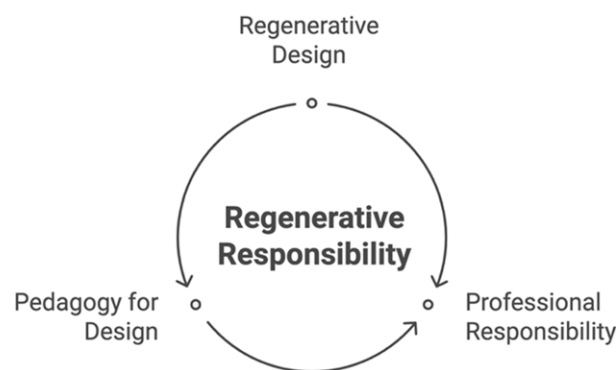 Regenerative
Design
Regenerative
Responsibility
Pedagogy for
Design
Professional
Responsibility